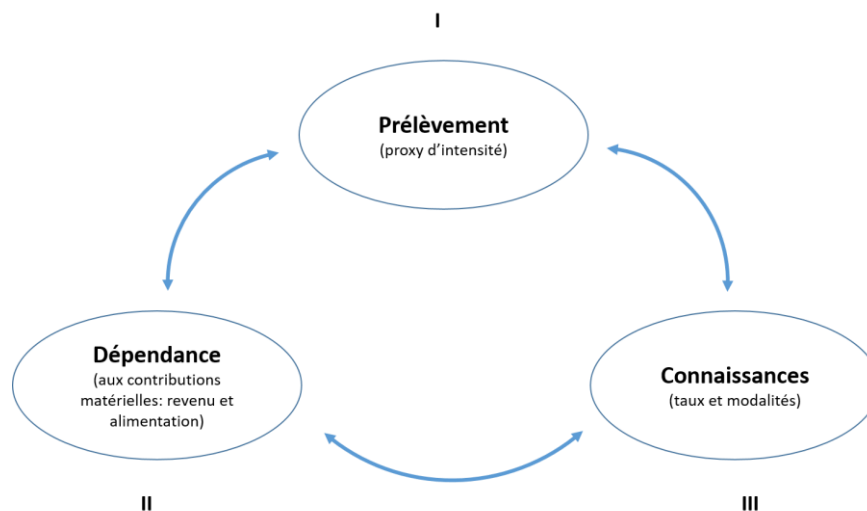 I
Prélèvement
(proxy d'intensité)
Dépendance
(aux contributions
matérielles: revenu et
alimentation)
Connaissances
(taux et modalités)
II
III